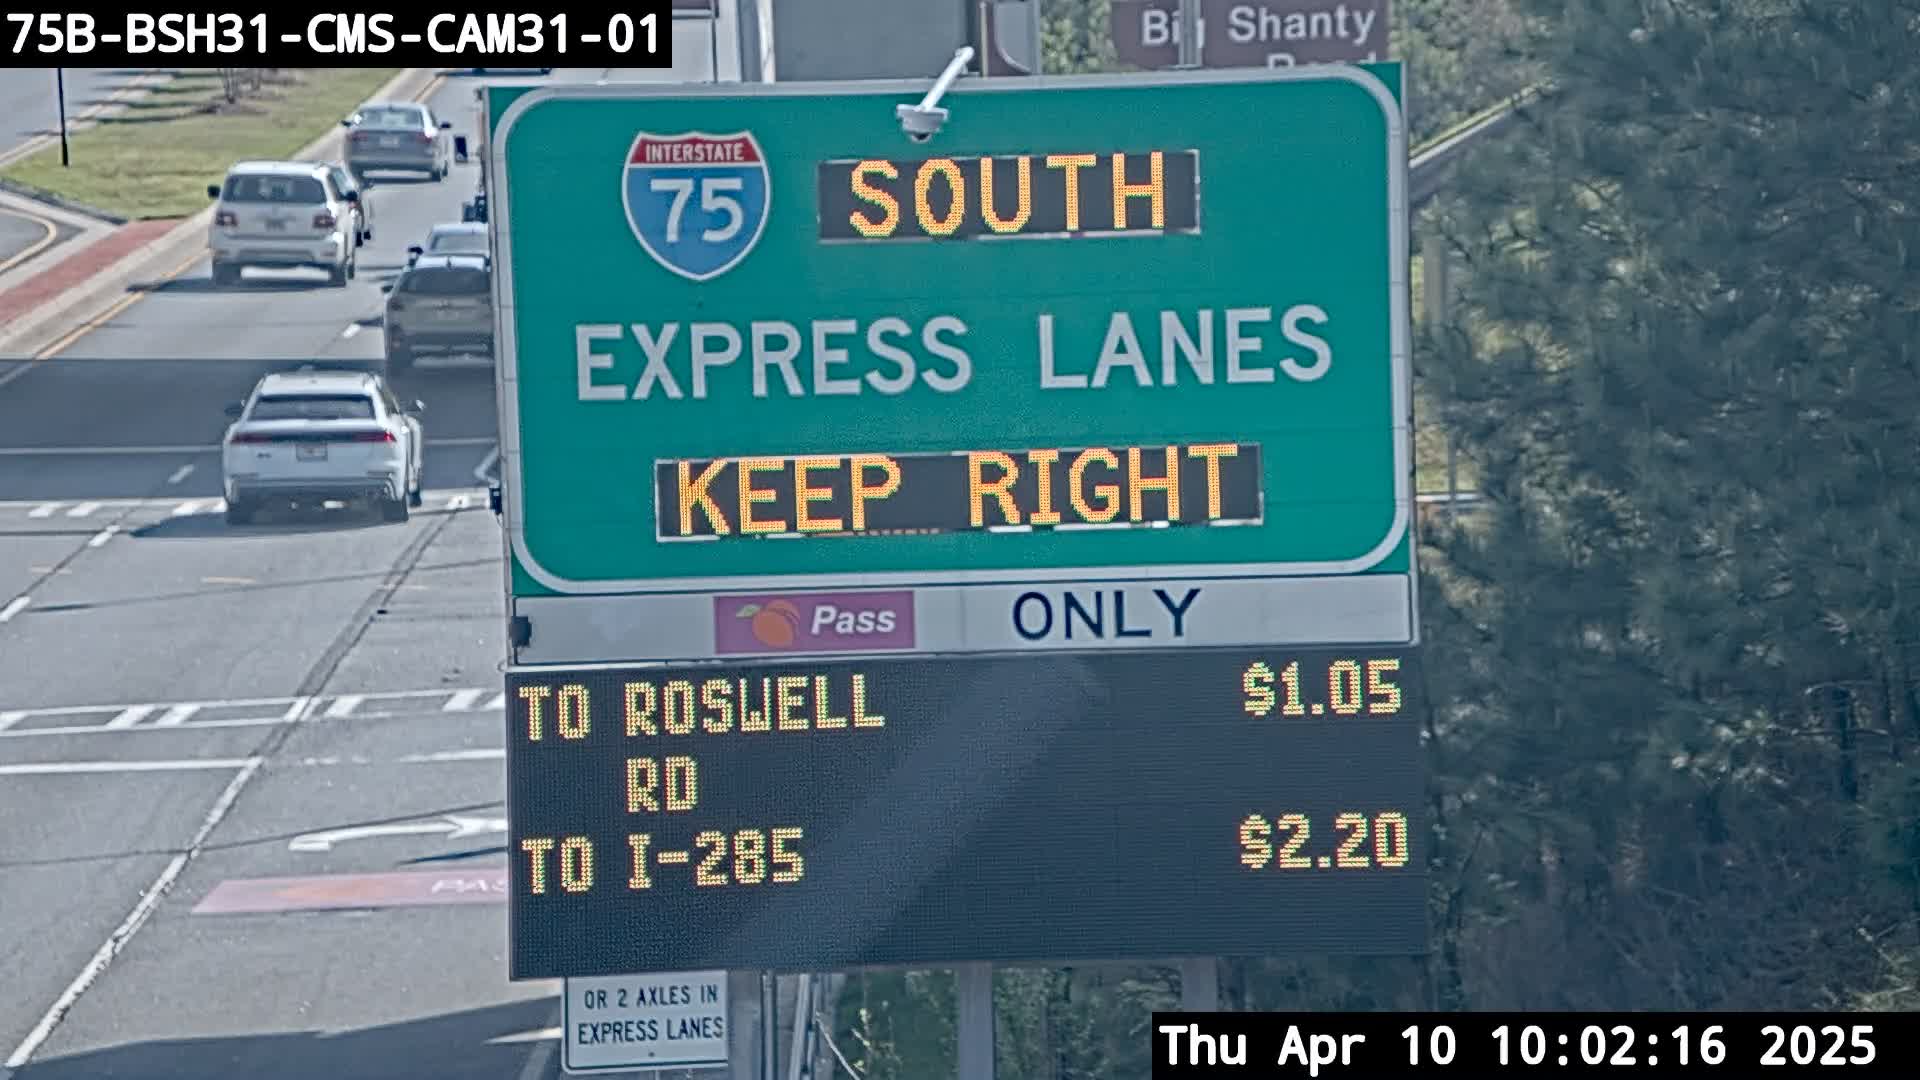 75B-BSH31-CMS-CAM31-01
Big Shanty
Road
INTERSTATE
75
SOUTH
EXPRESS LANES
KEEP RIGHT
Pass ONLY
TO ROSWELL $1.05
RD
TO I-285 $2.20
OR 2 AXLES IN
EXPRESS LANES
Thu Apr 10 10:02:16 2025